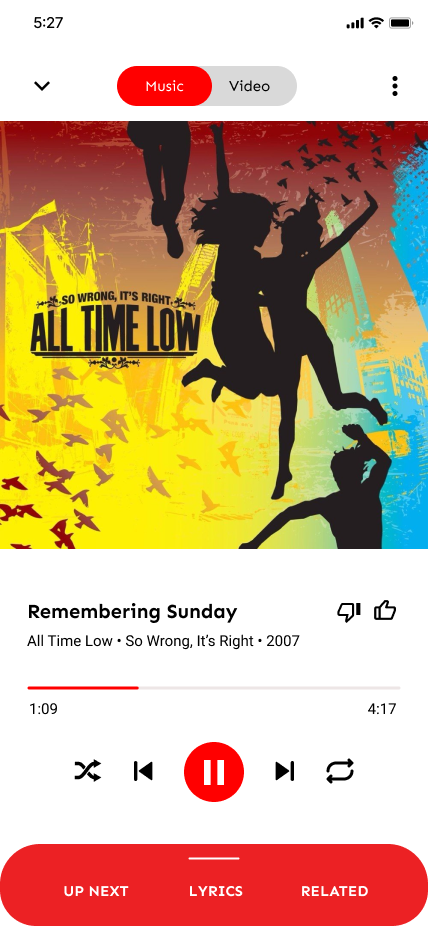 5:27
Music Video
SO WRONG, IT'S RIGHT
ALL TIME LOW
Remembering Sunday
All Time Low • So Wrong, It’s Right • 2007
1:09 4:17
UP NEXT LYRICS RELATED